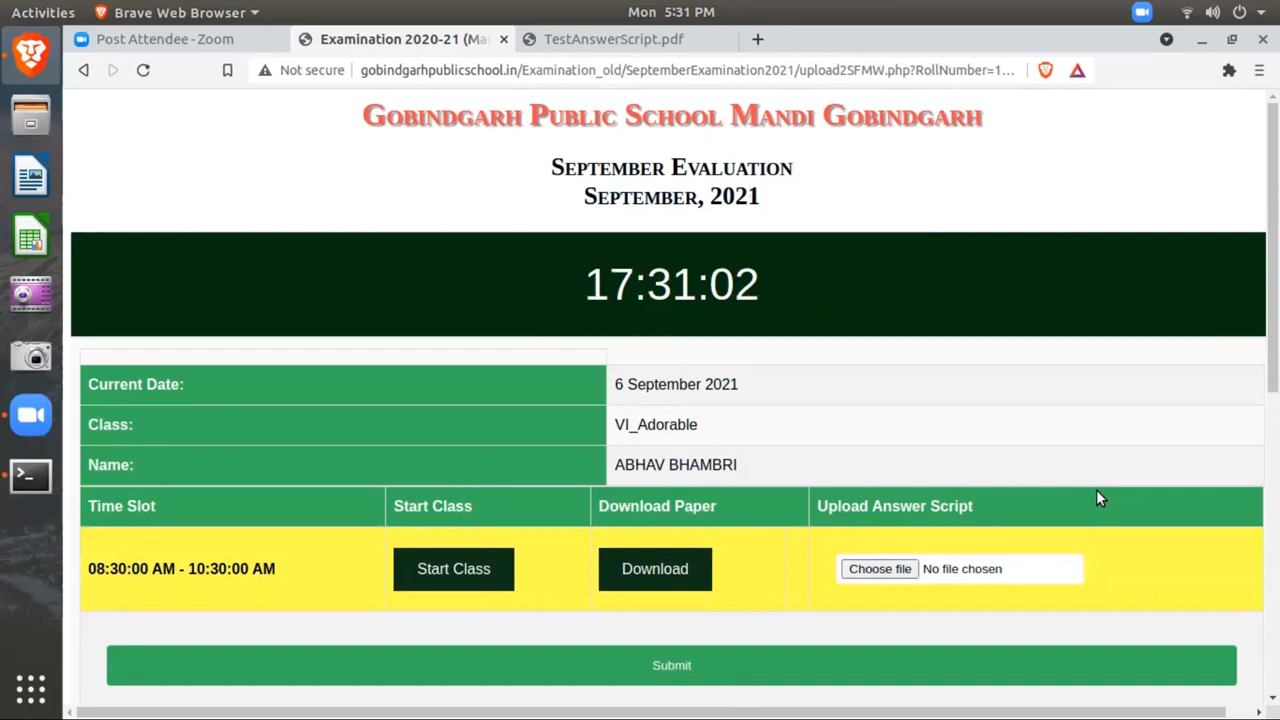 Activities Brave Web Browser Mon 5:31 PM
Post Attendee - Zoom Examination 2020-21 (Ma TestAnswerScript.pdf
Not secure gobindgarhpublicschool.in/Examination_old/SeptemberExamination2021/upload2SFMW.php?RollNumber=1...
Gobindgarh Public School Mandi Gobindgarh
September Evaluation
September, 2021
17:31:02
Current Date: 6 September 2021
Class: VI_Adorable
Name: ABHAV BHAMBRI
Time Slot Start Class Download Paper Upload Answer Script
08:30:00 AM - 10:30:00 AM Start Class Download Choose file No file chosen
Submit